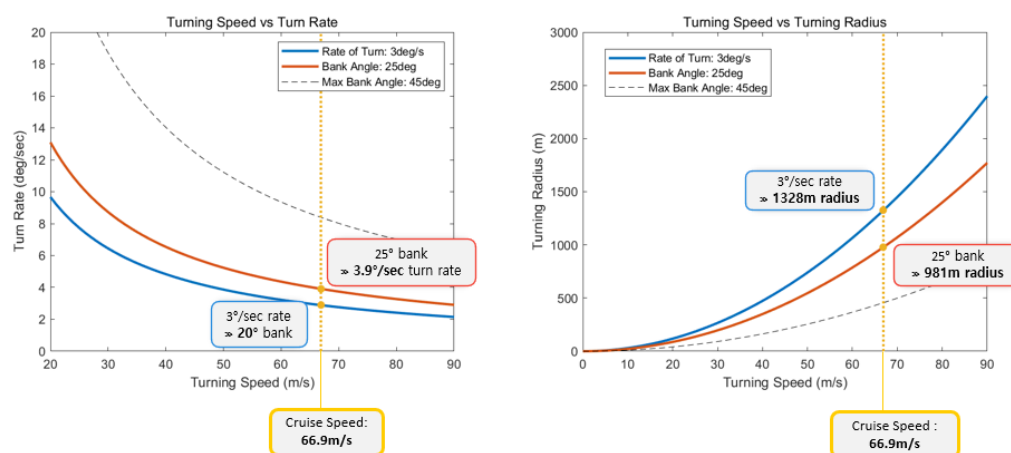 Turning Speed vs Turn Rate
20
18
16
14
12
10
8
6
4
2
0
Turn Rate (deg/sec)
Rate of Turn: 3deg/s
Bank Angle: 25deg
Max Bank Angle: 45deg
25° bank
» 3.9°/sec turn rate
3°/sec rate
» 20° bank
20 30 40 50 60 70 80 90
Turning Speed (m/s)
Cruise Speed:
66.9m/s
Turning Speed vs Turning Radius
3000
2500
2000
1500
1000
500
0
Turning Radius (m)
Rate of Turn: 3deg/s
Bank Angle: 25deg
Max Bank Angle: 45deg
3°/sec rate
» 1328m radius
25° bank
» 981m radius
0 10 20 30 40 50 60 70 80 90
Turning Speed (m/s)
Cruise Speed :
66.9m/s